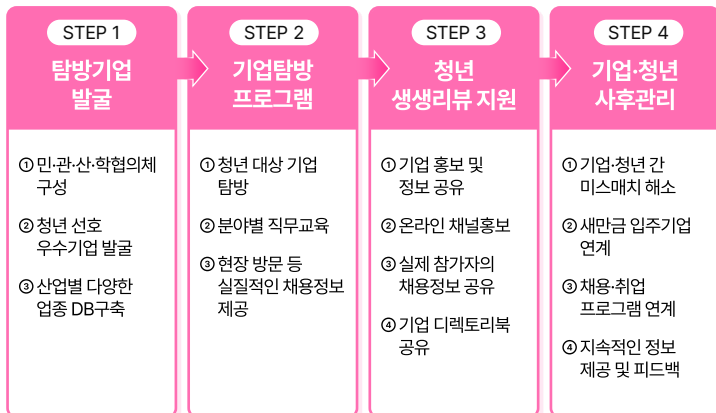 STEP 1
탐방기업
발굴
① 민·관·산·학협의체
구성
② 청년 선호
우수기업 발굴
③ 산업별 다양한
업종 DB구축
STEP 2
기업탐방
프로그램
① 청년 대상 기업
탐방
② 분야별 직무교육
③ 현장 방문 등
실질적인 채용정보
제공
STEP 3
청년
생생리뷰 지원
① 기업 홍보 및
정보 공유
② 온라인 채널홍보
③ 실제 참가자의
채용정보 공유
④ 기업 디렉토리북
공유
STEP 4
기업·청년
사후관리
① 기업·청년 간
미스매치 해소
② 새만금 입주기업
연계
③ 채용·취업
프로그램 연계
④ 지속적인 정보
제공 및 피드백